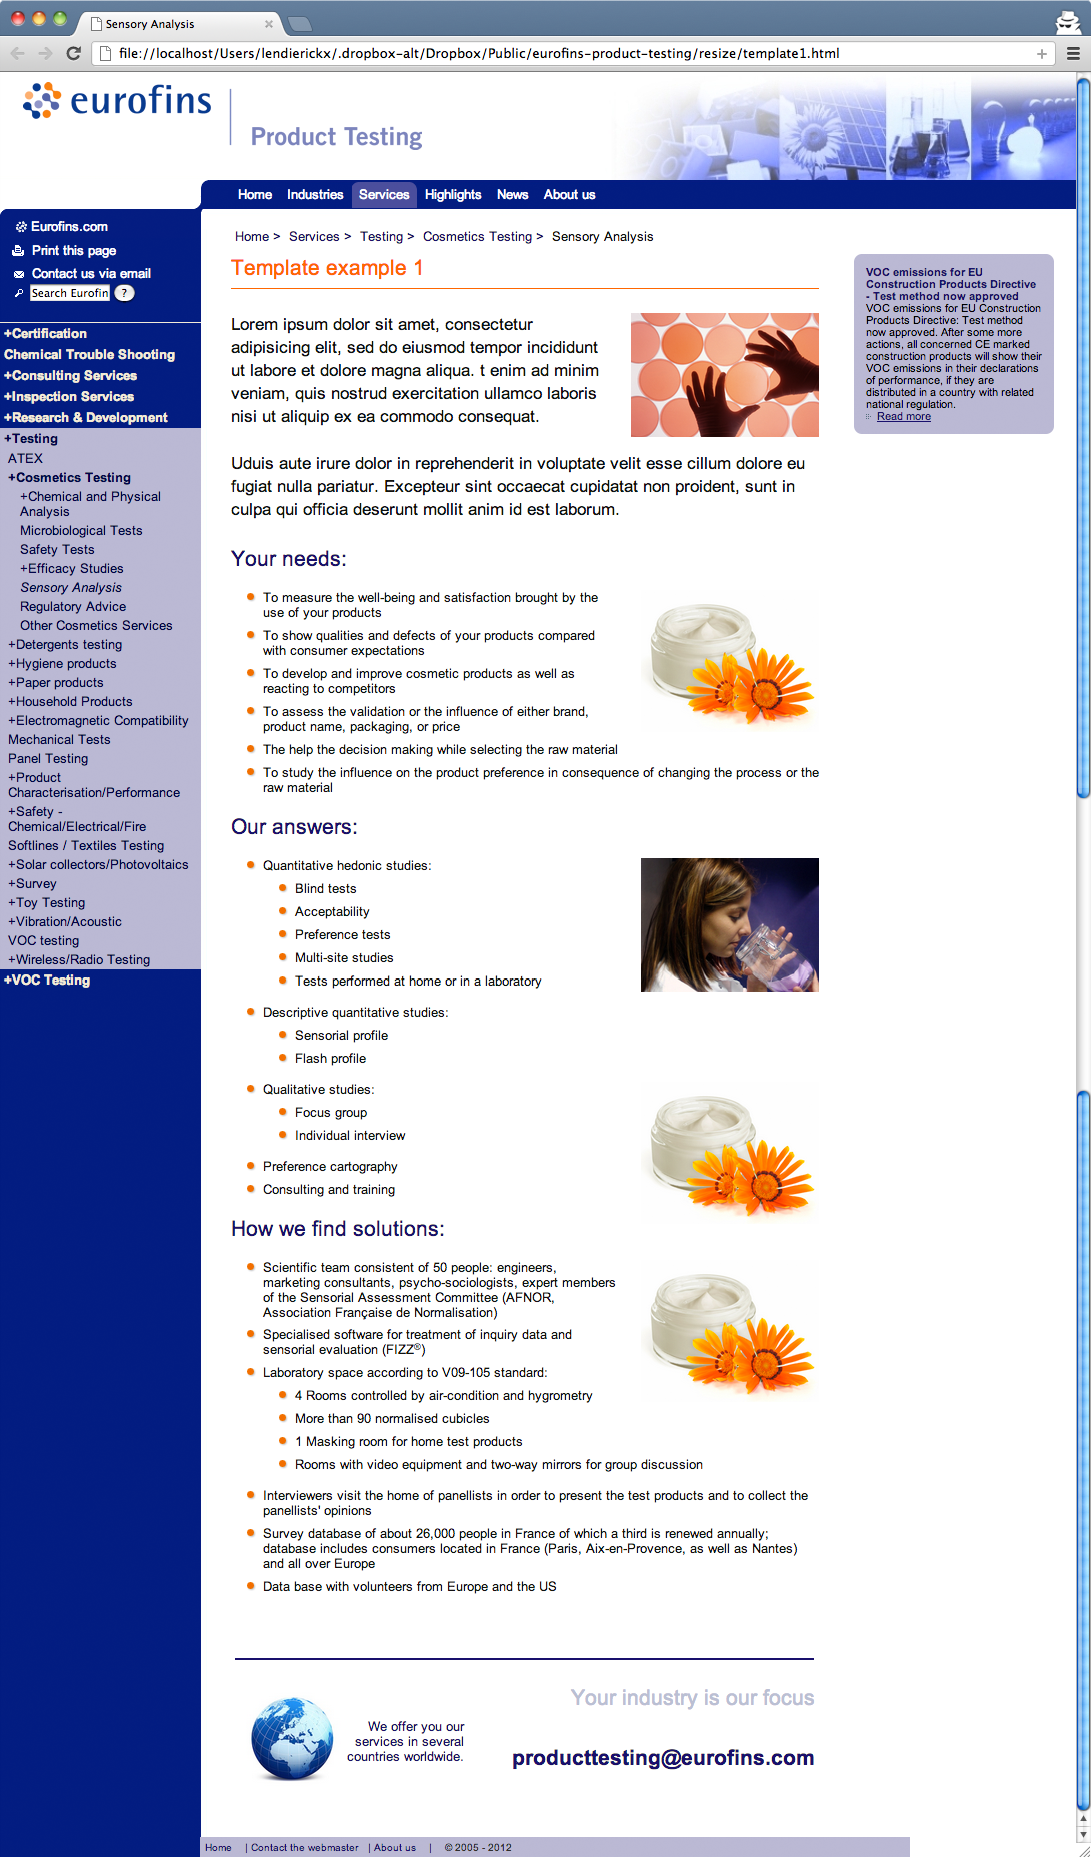 Sensory Analysis
file://localhost/Users/lendierickx/.dropbox-alt/Dropbox/Public/eurofins-product-testing/resize/template1.html
eurofins
Product Testing
Home Industries Services Highlights News About us
Eurofins.com
Print this page
Contact us via email
Search Eurofin ?
+Certification
Chemical Trouble Shooting
+Consulting Services
+Inspection Services
+Research & Development
+Testing
ATEX
+Cosmetics Testing
+Chemical and Physical
Analysis
Microbiological Tests
Safety Tests
+Efficacy Studies
Sensory Analysis
Regulatory Advice
Other Cosmetics Services
+Detergents testing
+Hygiene products
+Paper products
+Household Products
+Electromagnetic Compatibility
Mechanical Tests
Panel Testing
+Product
Characterisation/Performance
+Safety -
Chemical/Electrical/Fire
Softlines / Textiles Testing
+Solar collectors/Photovoltaics
+Survey
+Toy Testing
+Vibration/Acoustic
VOC testing
+Wireless/Radio Testing
+VOC Testing
Home > Services > Testing > Cosmetics Testing > Sensory Analysis
Template example 1
Lorem ipsum dolor sit amet, consectetur
adipisicing elit, sed do eiusmod tempor incididunt
ut labore et dolore magna aliqua. t enim ad minim
veniam, quis nostrud exercitation ullamco laboris
nisi ut aliquip ex ea commodo consequat.
Uduis aute irure dolor in reprehenderit in voluptate velit esse cillum dolore eu
fugiat nulla pariatur. Excepteur sint occaecat cupidatat non proident, sunt in
culpa qui officia deserunt mollit anim id est laborum.
Your needs:
To measure the well-being and satisfaction brought by the
use of your products
To show qualities and defects of your products compared
with consumer expectations
To develop and improve cosmetic products as well as
reacting to competitors
To assess the validation or the influence of either brand,
product name, packaging, or price
The help the decision making while selecting the raw material
To study the influence on the product preference in consequence of changing the process or the
raw material
Our answers:
Quantitative hedonic studies:
Blind tests
Acceptability
Preference tests
Multi-site studies
Tests performed at home or in a laboratory
Descriptive quantitative studies:
Sensorial profile
Flash profile
Qualitative studies:
Focus group
Individual interview
Preference cartography
Consulting and training
How we find solutions:
Scientific team consistent of 50 people: engineers,
marketing consultants, psycho-sociologists, expert members
of the Sensorial Assessment Committee (AFNOR,
Association Française de Normalisation)
Specialised software for treatment of inquiry data and
sensorial evaluation (FIZZ®)
Laboratory space according to V09-105 standard:
4 Rooms controlled by air-condition and hygrometry
More than 90 normalised cubicles
1 Masking room for home test products
Rooms with video equipment and two-way mirrors for group discussion
Interviewers visit the home of panellists in order to present the test products and to collect the
panellists' opinions
Survey database of about 26,000 people in France of which a third is renewed annually;
database includes consumers located in France (Paris, Aix-en-Provence, as well as Nantes)
and all over Europe
Data base with volunteers from Europe and the US
VOC emissions for EU
Construction Products Directive
- Test method now approved
VOC emissions for EU Construction
Products Directive: Test method
now approved. After some more
actions, all concerned CE marked
construction products will show their
VOC emissions in their declarations
of performance, if they are
distributed in a country with related
national regulation.
Read more
We offer you our
services in several
countries worldwide.
Your industry is our focus
producttesting@eurofins.com
Home | Contact the webmaster | About us | © 2005 - 2012